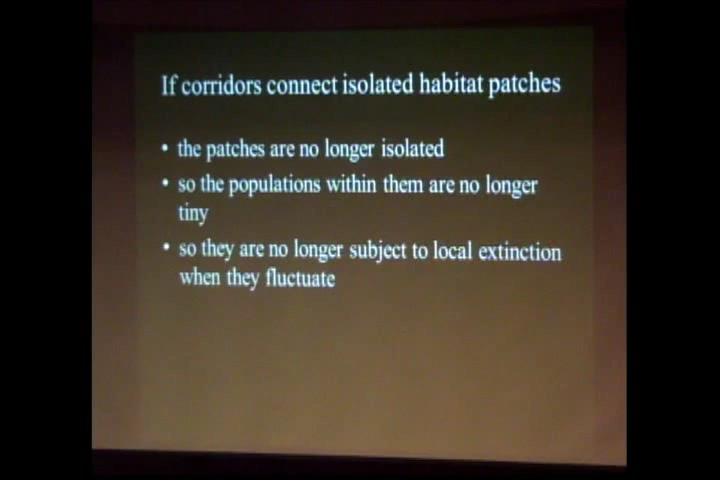 If corridors connect isolated habitat patches
• the patches are no longer isolated
• so the populations within them are no longer
tiny
• so they are no longer subject to local extinction
when they fluctuate